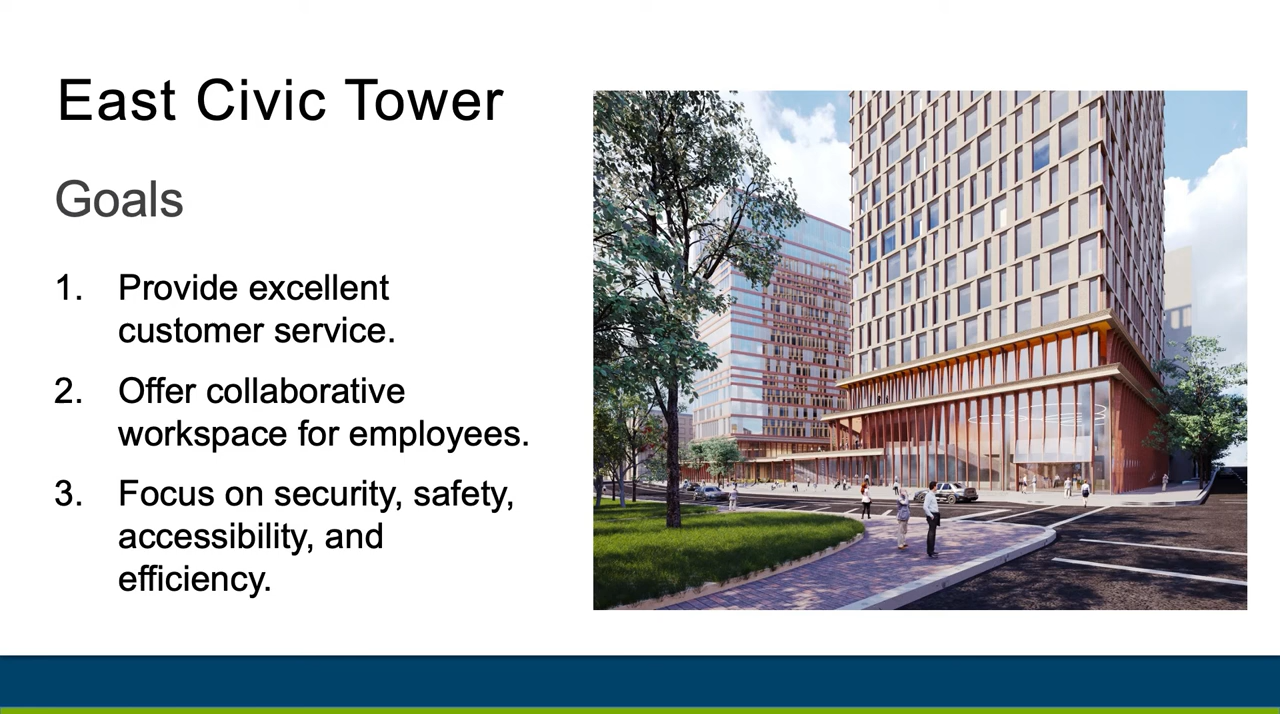 East Civic Tower
Goals
1. Provide excellent
customer service.
2. Offer collaborative
workspace for employees.
3. Focus on security, safety,
accessibility, and
efficiency.